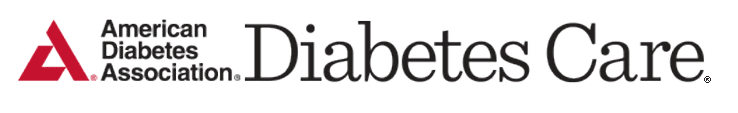 American
Diabetes
Association®
Diabetes Care®